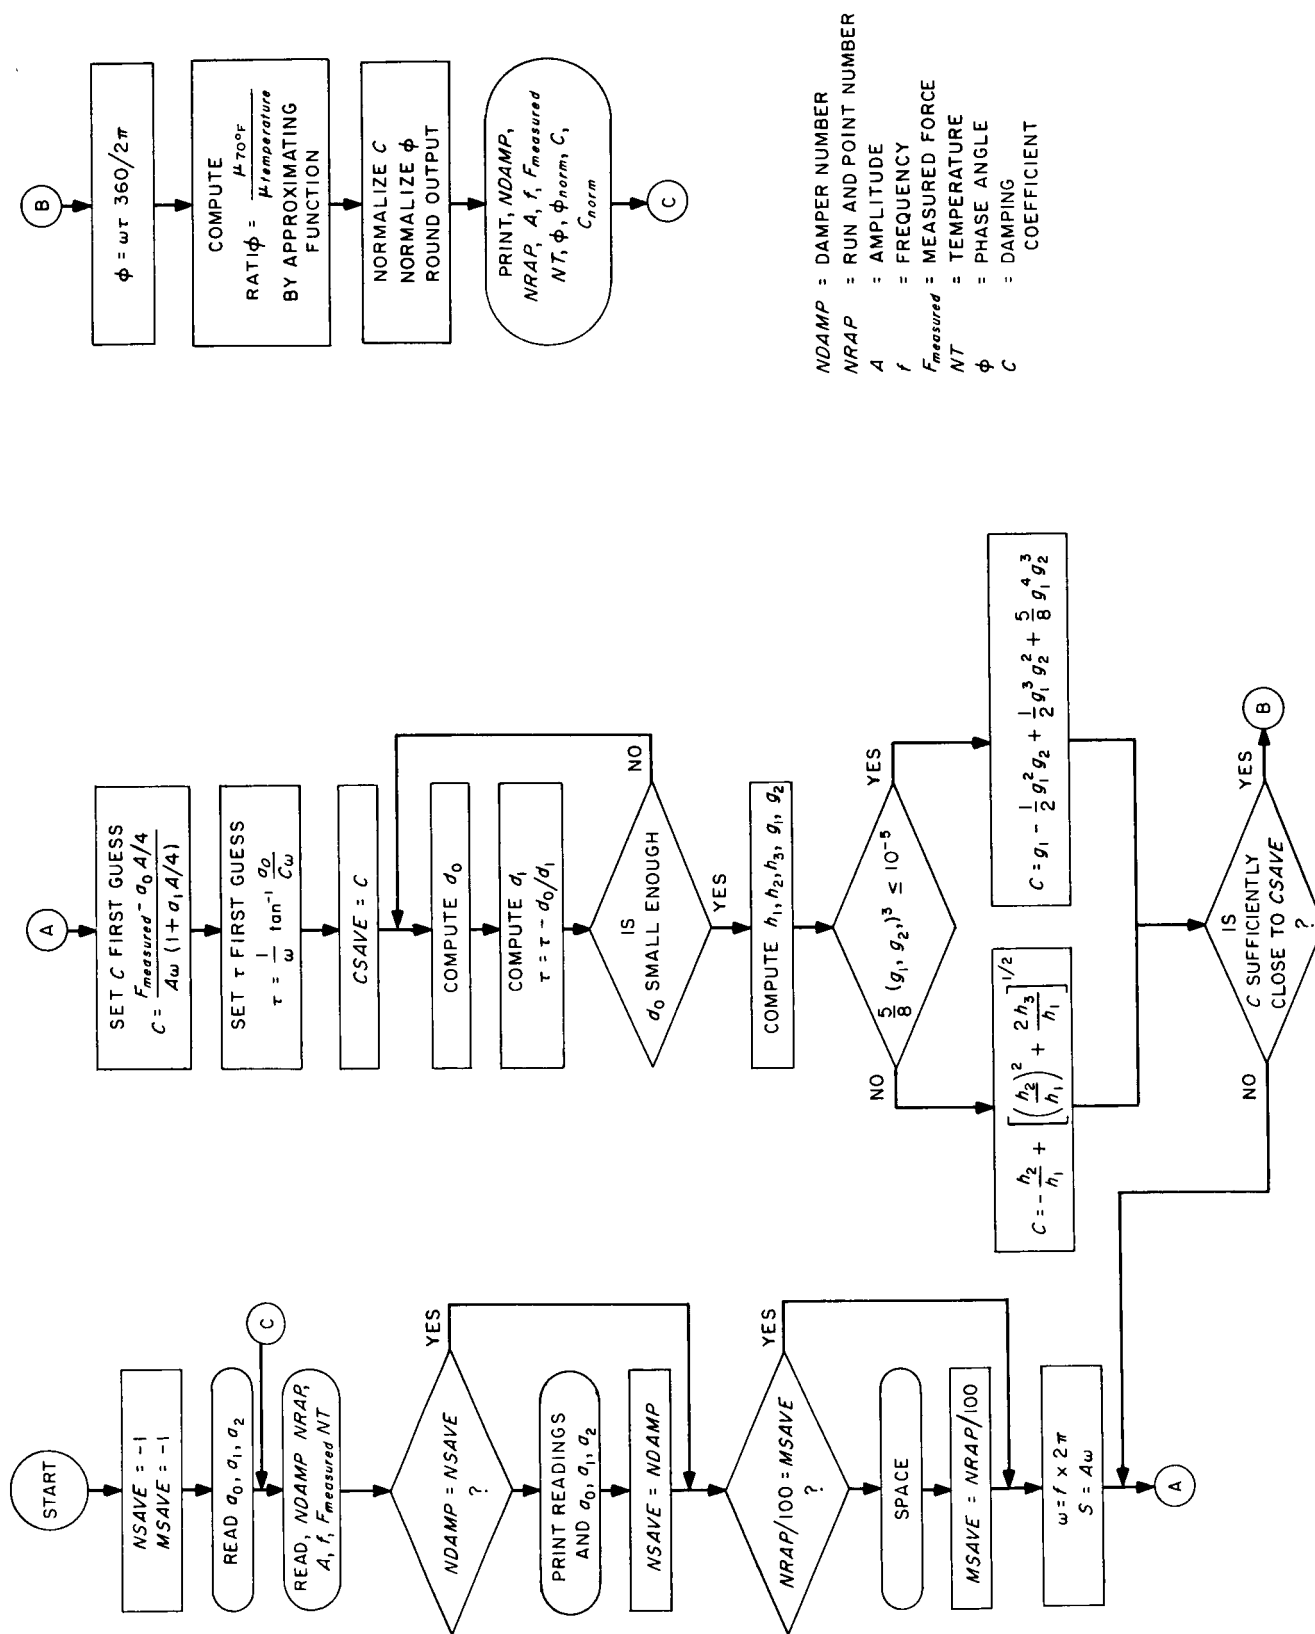 START
NSAVE = -1
MSAVE = -1
READ a₀, a₁, a₂
C
READ, NDAMP NRAP,
A, f, F_measured NT
NDAMP = NSAVE
?
YES
PRINT READINGS
AND a₀, a₁, a₂
NSAVE = NDAMP
NRAP/100 = MSAVE
?
YES
SPACE
MSAVE = NRAP/100
ω = f × 2π
S = Aω
A
A
SET C FIRST GUESS
C = (F_measured - a₀ A/4) / (Aω (1 + a₁ A/4))
SET τ FIRST GUESS
τ = 1/ω tan⁻¹ a₀/Cω
CSAVE = C
COMPUTE d₀
COMPUTE d₁
τ = τ - d₀/d₁
IS
d₀ SMALL ENOUGH
NO
YES
COMPUTE h₁, h₂, h₃, g₁, g₂
5/8 (g₁, g₂,)³ ≤ 10⁻⁵
NO
YES
C = - h₂/h₁ + [(h₂/h₁)² + 2h₃/h₁]^1/2
C = g₁ - 1/2 g₁² g₂ + 1/2 g₁³ g₂² + 5/8 g₁⁴ g₂³
IS
C SUFFICIENTLY
CLOSE TO CSAVE
?
NO
YES
B
B
φ = ωτ 360/2π
COMPUTE
RATIφ = μ70°F / μtemperature
BY APPROXIMATING
FUNCTION
NORMALIZE C
NORMALIZE φ
ROUND OUTPUT
PRINT, NDAMP,
NRAP, A, f, F_measured
NT, φ, φnorm, C,
C_norm
C
NDAMP = DAMPER NUMBER
NRAP = RUN AND POINT NUMBER
A = AMPLITUDE
f = FREQUENCY
F_measured = MEASURED FORCE
NT = TEMPERATURE
φ = PHASE ANGLE
C = DAMPING
COEFFICIENT